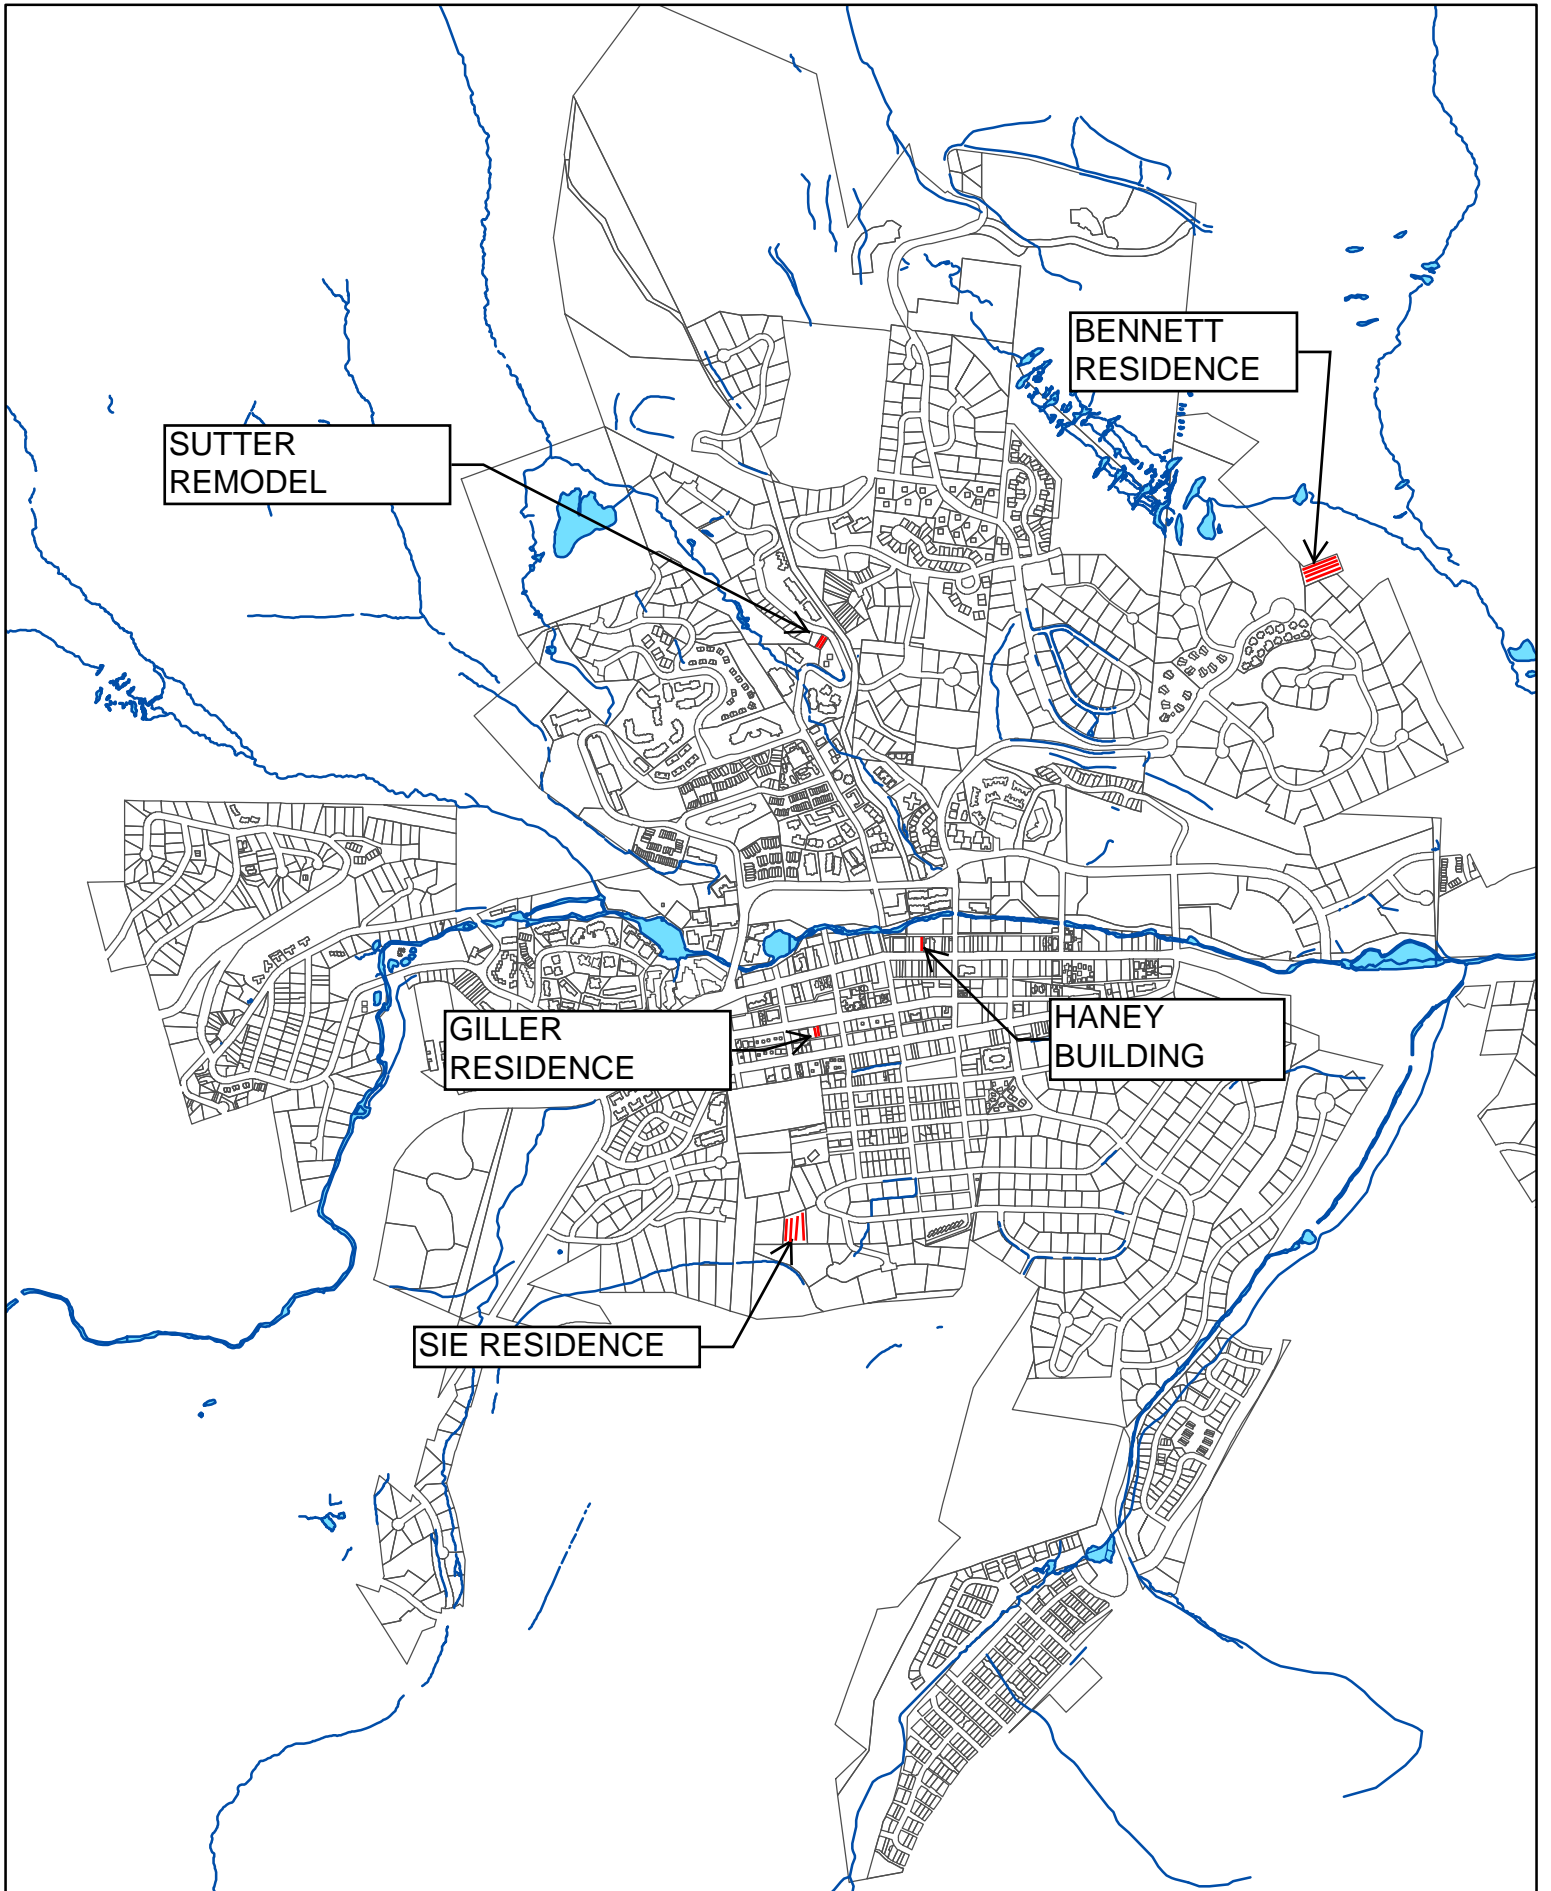 BENNETT
RESIDENCE
SUTTER
REMODEL
GILLER
RESIDENCE
HANEY
BUILDING
SIE RESIDENCE